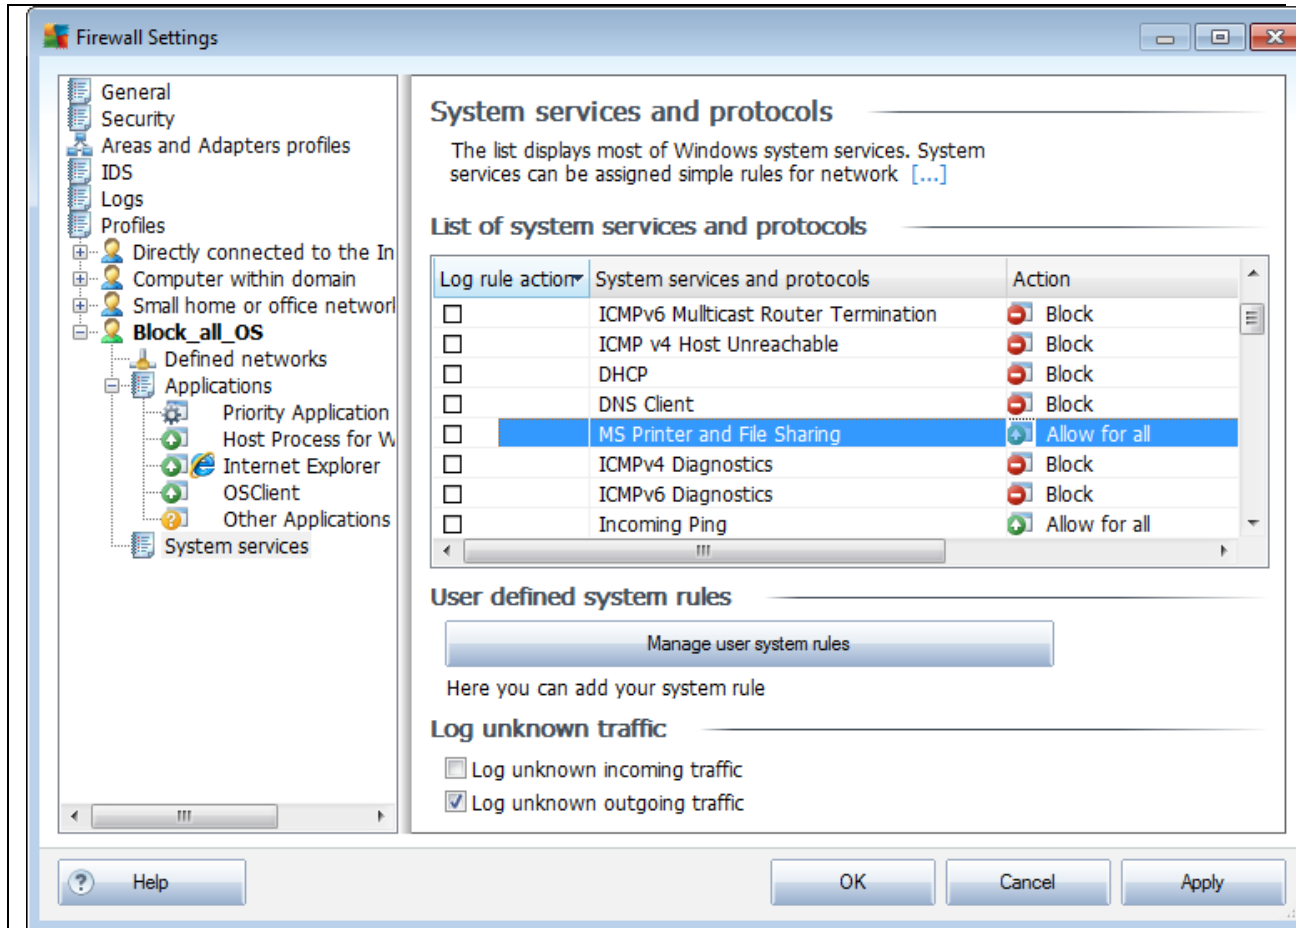 Firewall Settings
General
Security
Areas and Adapters profiles
IDS
Logs
Profiles
Directly connected to the In
Computer within domain
Small home or office network
Block_all_OS
Defined networks
Applications
Priority Application
Host Process for W
Internet Explorer
OSClient
Other Applications
System services
System services and protocols
The list displays most of Windows system services. System
services can be assigned simple rules for network [...]
List of system services and protocols
Log rule action System services and protocols Action
ICMPv6 Mullticast Router Termination Block
ICMP v4 Host Unreachable Block
DHCP Block
DNS Client Block
MS Printer and File Sharing Allow for all
ICMPv4 Diagnostics Block
ICMPv6 Diagnostics Block
Incoming Ping Allow for all
User defined system rules
Manage user system rules
Here you can add your system rule
Log unknown traffic
Log unknown incoming traffic
Log unknown outgoing traffic
? Help OK Cancel Apply